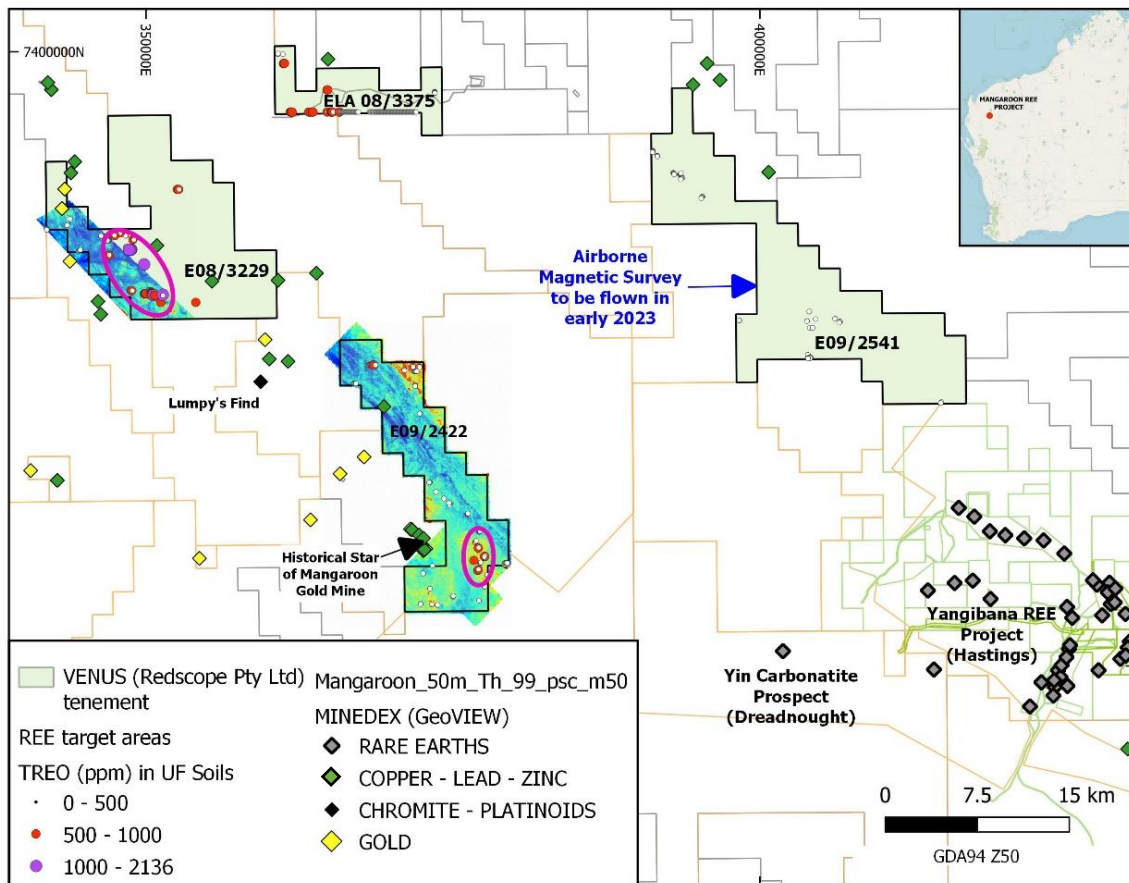 7400000N
350000E
400000E
MANGAROON REE
PROJECT
ELA 08/3375
E08/3229
Airborne
Magnetic Survey
to be flown in
early 2023
E09/2541
Lumpy's Find
E09/2422
Historical Star
of Mangaroon
Gold Mine
Yangibana REE
Project
(Hastings)
Yin Carbonatite
Prospect
(Dreadnought)
VENUS (Redscope Pty Ltd)
tenement
REE target areas
TREO (ppm) in UF Soils
0 - 500
500 - 1000
1000 - 2136
Mangaroon_50m_Th_99_psc_m50
MINEDEX (GeoVIEW)
RARE EARTHS
COPPER - LEAD - ZINC
CHROMITE - PLATINOIDS
GOLD
0 7.5 15 km
GDA94 Z50